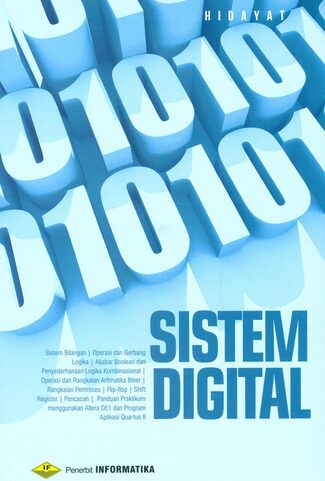 HIDAYAT
SISTEM
DIGITAL
Sistem Bilangan | Operasi dan Gerbang
Logika | Aljabar Boolean dan
Penyederhanaan Logika Kombinasional |
Operasi dan Rangkaian Aritmatika Biner |
Rangkaian Pemroses | Flip-flop | Shift
Register | Pencacah | Panduan Praktikum
menggunakan Altera DE1 dan Program
Aplikasi Quartus II
IF
Penerbit INFORMATIKA